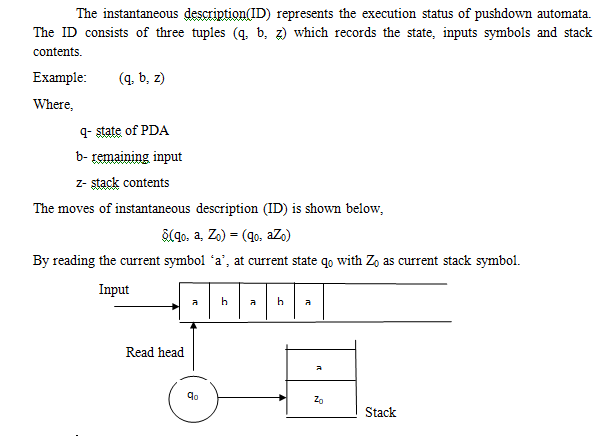 The instantaneous description(ID) represents the execution status of pushdown automata.
The ID consists of three tuples (q, b, z) which records the state, inputs symbols and stack
contents.
Example: (q, b, z)
Where,
q- state of PDA
b- remaining input
z- stack contents
The moves of instantaneous description (ID) is shown below,
δ(q₀, a, Z₀) = (q₀, aZ₀)
By reading the current symbol ‘a’, at current state q₀ with Z₀ as current stack symbol.
Input
a b a b a
Read head
a
q₀ z₀
Stack